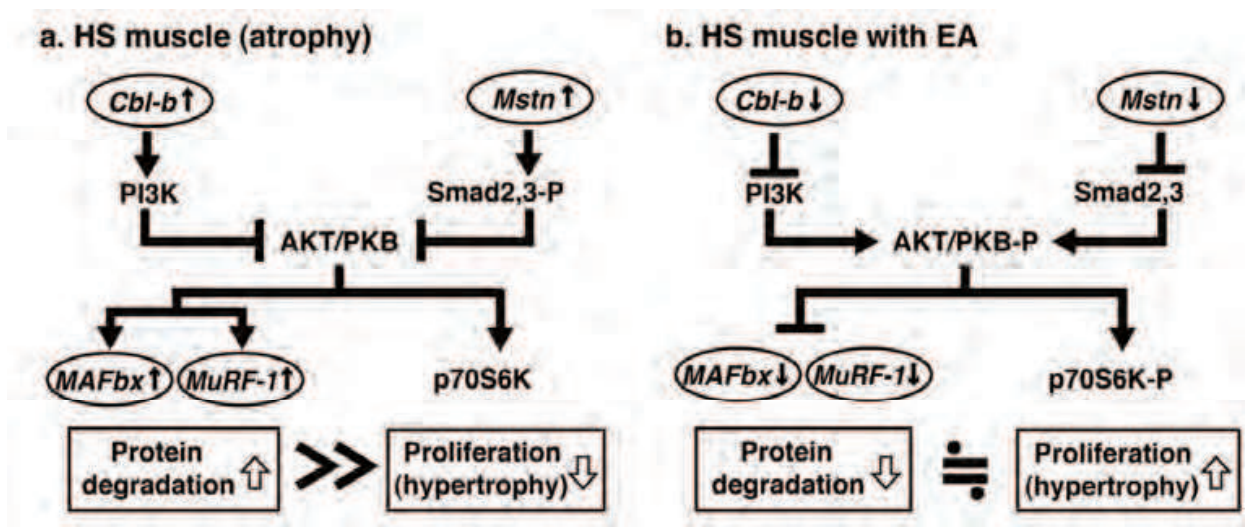 a. HS muscle (atrophy)
Cbl-b↑
Mstn↑
PI3K
Smad2,3-P
AKT/PKB
MAFbx↑
MuRF-1↑
p70S6K
Protein
degradation⇧
>>
Proliferation
(hypertrophy)⇩
b. HS muscle with EA
Cbl-b↓
Mstn↓
PI3K
Smad2,3
AKT/PKB-P
MAFbx↓
MuRF-1↓
p70S6K-P
Protein
degradation⇩
≒
Proliferation
(hypertrophy)⇧